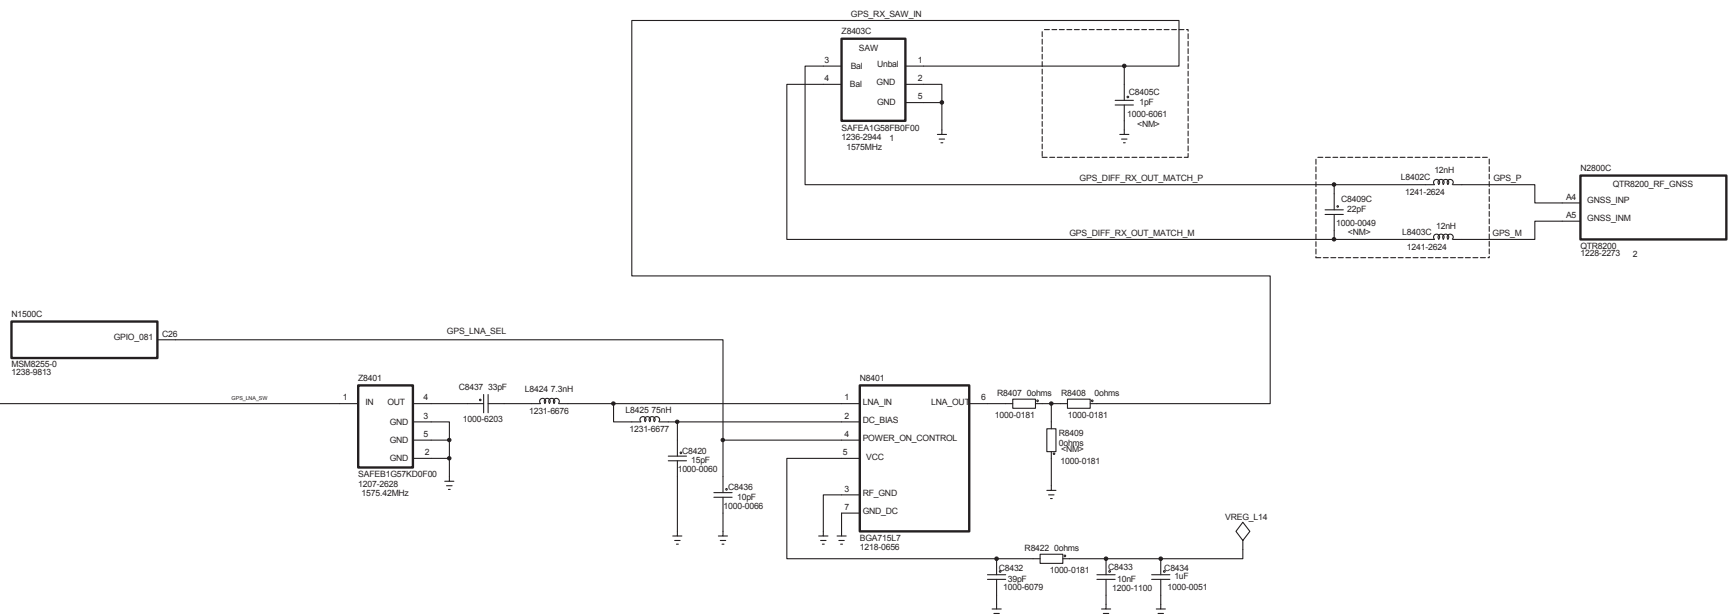 GPS_RX_SAW_IN
Z8403C
SAW
3 Bal Unbal 1
4 Bal GND 2
GND 5
SAFEA1G58FB0F00
1236-2944 1
1575MHz
C8405C
1pF
1000-6061
<NM>
GPS_DIFF_RX_OUT_MATCH_P
GPS_DIFF_RX_OUT_MATCH_M
C8409C
22pF
1000-0049
<NM>
12nH
L8402C
1241-2624
12nH
L8403C
1241-2624
GPS_P
GPS_M
N2800C
QTR8200_RF_GNSS
A4 GNSS_INP
A5 GNSS_INM
QTR8200
1228-2273 2
N1500C
GPIO_081 C26
MSM8255-0
1238-9813
GPS_LNA_SEL
GPS_LNA_SW
Z8401
1 IN OUT 4
GND 3
GND 5
GND 2
SAFEB1G57KD0F00
1207-2628
1575.42MHz
C8437 33pF
1000-6203
L8424 7.3nH
1231-6676
L8425 75nH
1231-6677
C8420
15pF
1000-0060
C8436
10pF
1000-0066
N8401
1 LNA_IN LNA_OUT 6
2 DC_BIAS
4 POWER_ON_CONTROL
5 VCC
3 RF_GND
7 GND_DC
BGA715L7
1218-0656
R8407 0ohms
1000-0181
R8408 0ohms
1000-0181
R8409
0ohms
<NM>
1000-0181
VREG_L14
R8422 0ohms
1000-0181
C8432
39pF
1000-6079
C8433
10nF
1200-1100
C8434
1uF
1000-0051